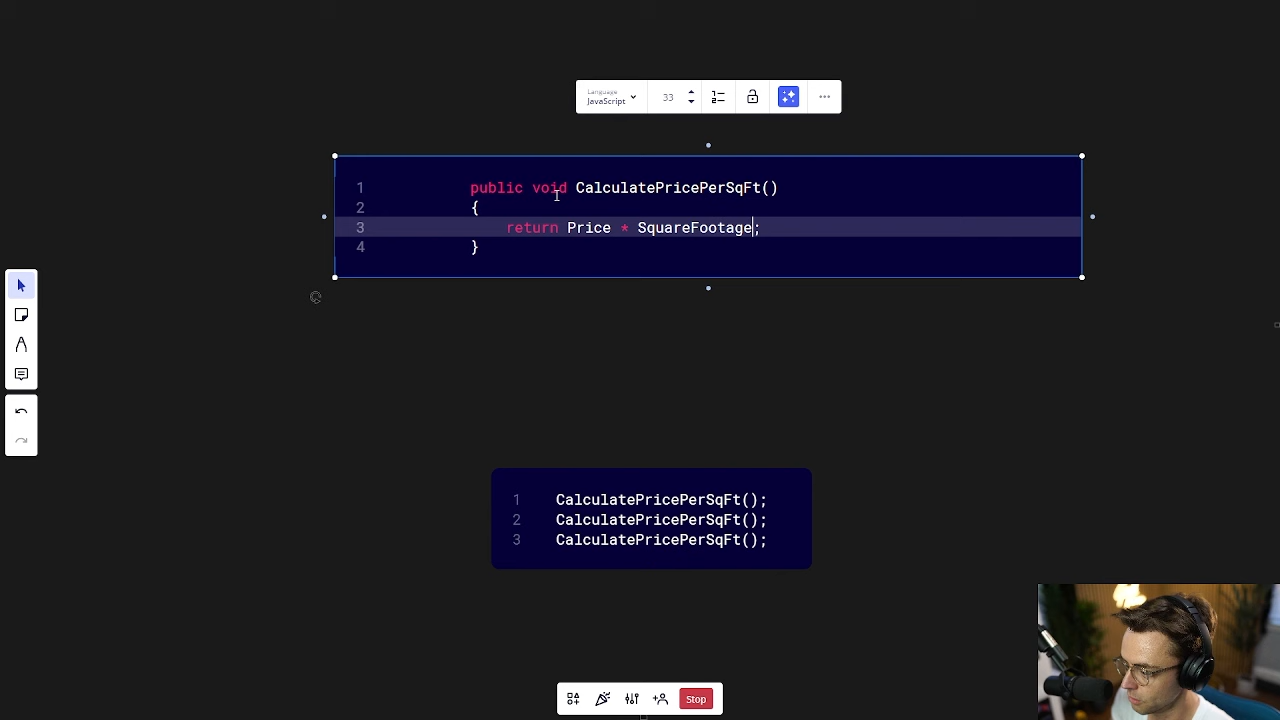 Language
JavaScript
33
1 public void CalculatePricePerSqFt()
2 {
3 return Price * SquareFootage;
4 }
1 CalculatePricePerSqFt();
2 CalculatePricePerSqFt();
3 CalculatePricePerSqFt();
Stop